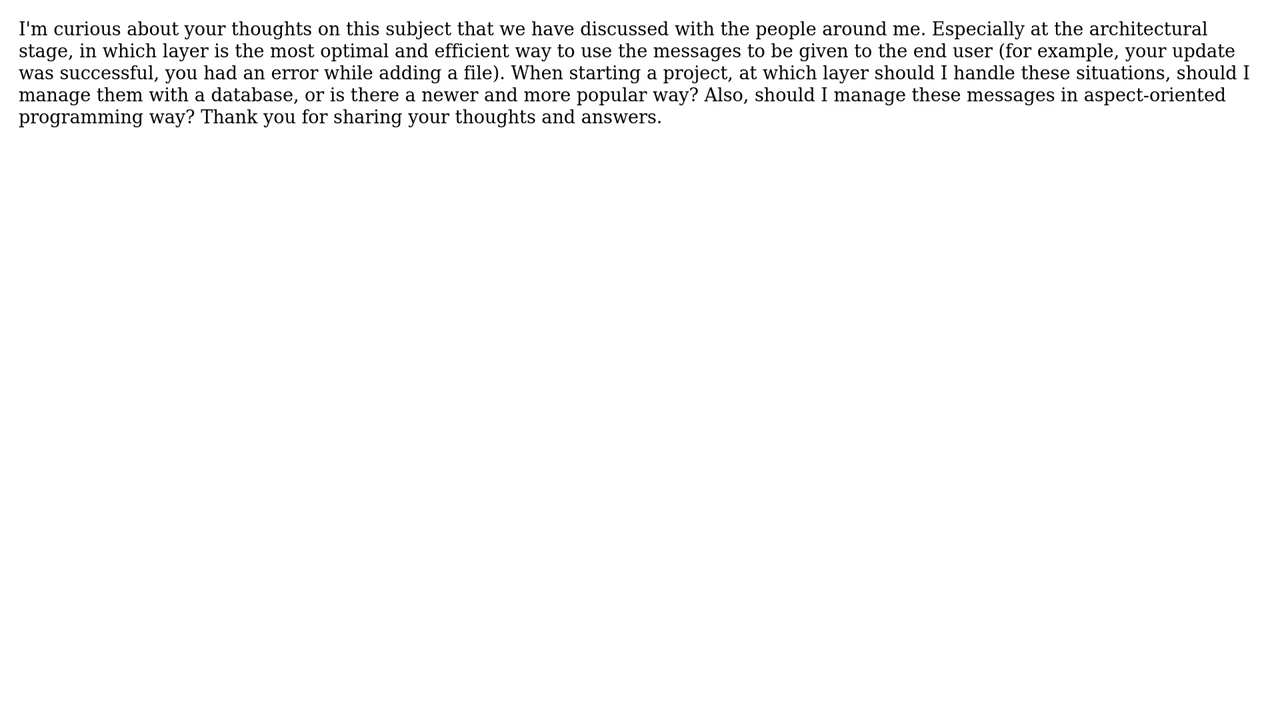 I'm curious about your thoughts on this subject that we have discussed with the people around me. Especially at the architectural
stage, in which layer is the most optimal and efficient way to use the messages to be given to the end user (for example, your update
was successful, you had an error while adding a file). When starting a project, at which layer should I handle these situations, should I
manage them with a database, or is there a newer and more popular way? Also, should I manage these messages in aspect-oriented
programming way? Thank you for sharing your thoughts and answers.